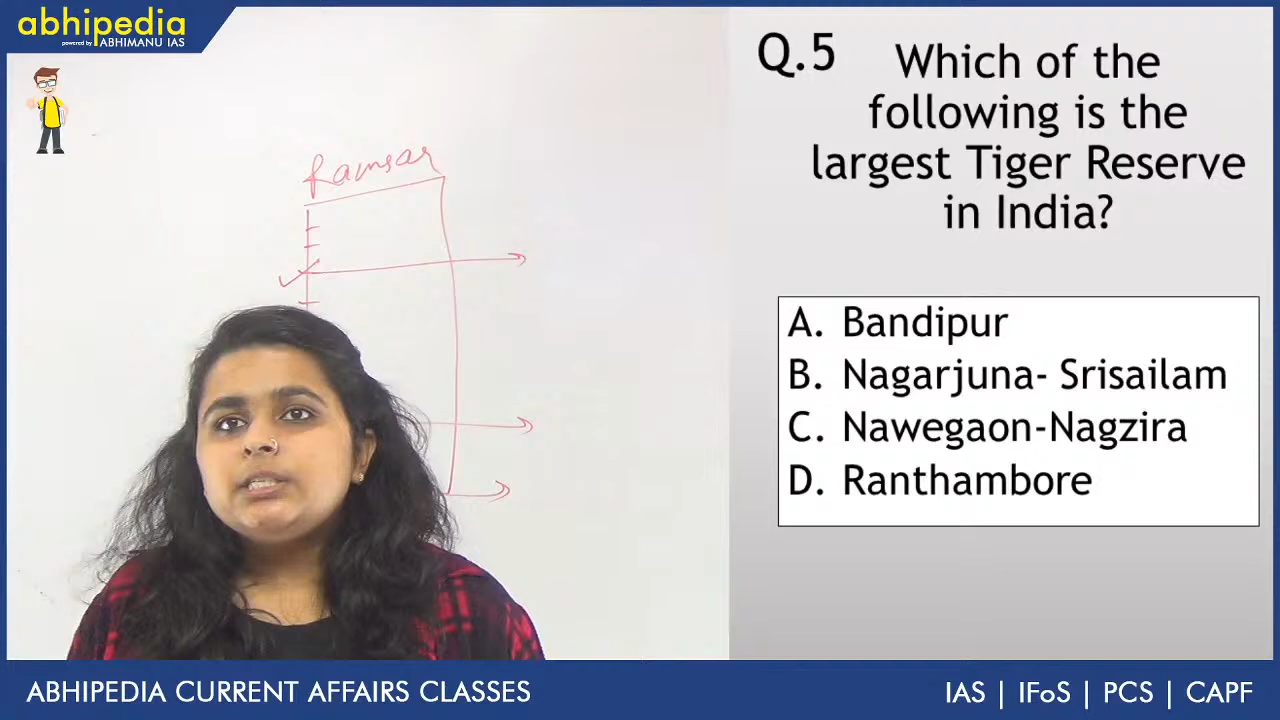 abhipedia
powered by ABHIMANU IAS
Ramsar
Q.5
Which of the
following is the
largest Tiger Reserve
in India?
A. Bandipur
B. Nagarjuna- Srisailam
C. Nawegaon-Nagzira
D. Ranthambore
ABHIPEDIA CURRENT AFFAIRS CLASSES
IAS | IFoS | PCS | CAPF